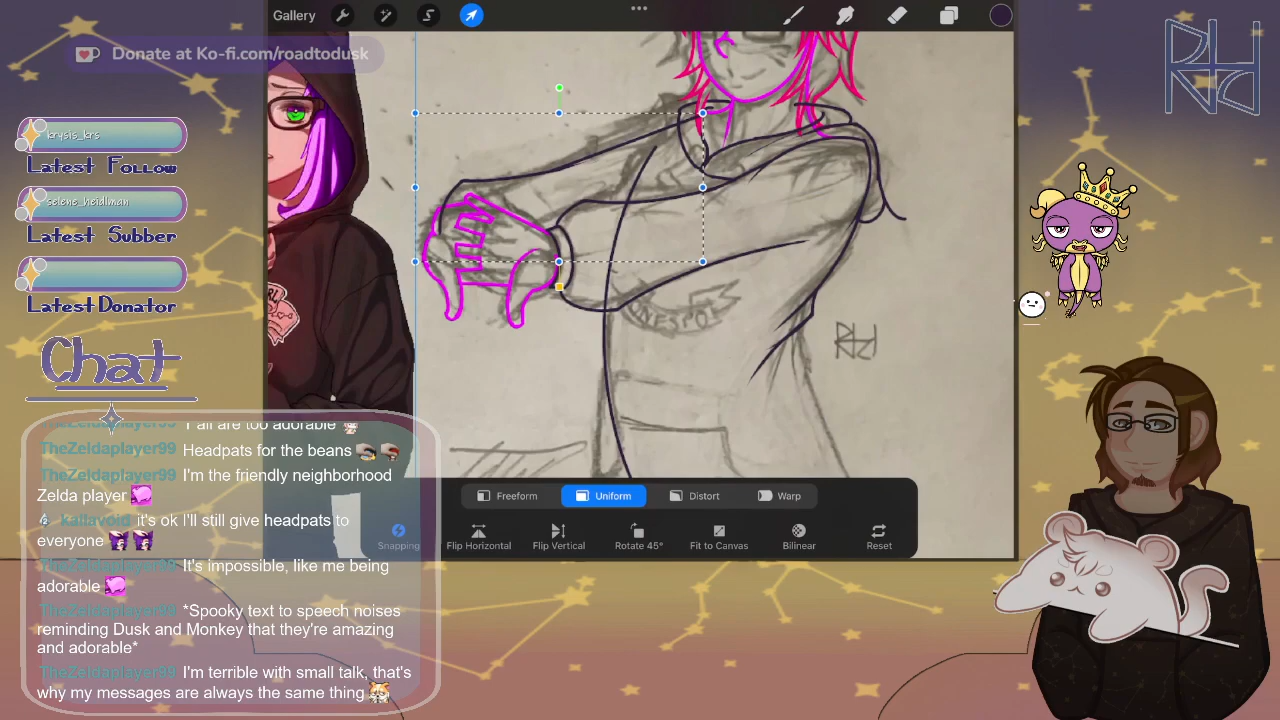 Gallery
Donate at Ko-fi.com/roadtodusk
krysis_krs
Latest Follow
selene_heidlman
Latest Subber
Latest Donator
Chat
Y'all are too adorable
TheZeldaplayer99 Headpats for the beans
TheZeldaplayer99 I'm the friendly neighborhood
Zelda player
kallavoid it's ok I'll still give headpats to
everyone
TheZeldaplayer99 It's impossible, like me being
adorable
TheZeldaplayer99 *Spooky text to speech noises
reminding Dusk and Monkey that they're amazing
and adorable*
TheZeldaplayer99 I'm terrible with small talk, that's
why my messages are always the same thing
Freeform
Uniform
Distort
Warp
Snapping
Flip Horizontal
Flip Vertical
Rotate 45°
Fit to Canvas
Bilinear
Reset